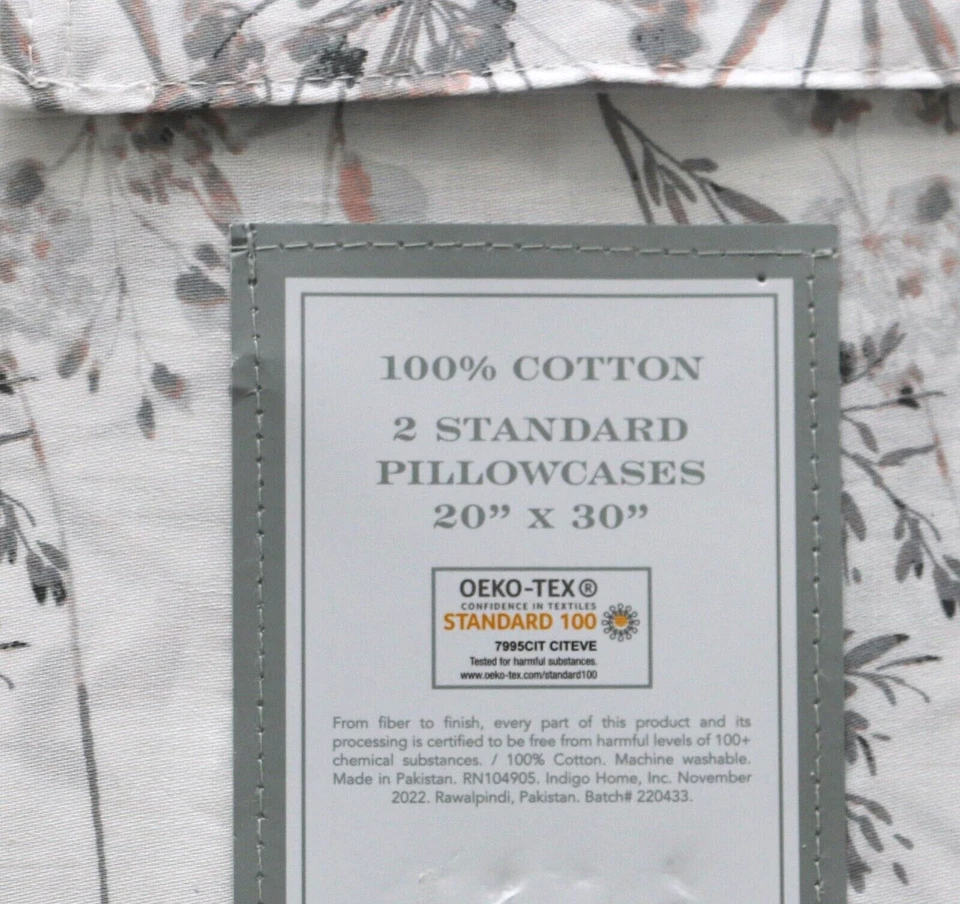 100% COTTON
2 STANDARD
PILLOWCASES
20” x 30”
OEKO-TEX®
CONFIDENCE IN TEXTILES
STANDARD 100
7995CIT CITEVE
Tested for harmful substances.
www.oeko-tex.com/standard100
From fiber to finish, every part of this product and its
processing is certified to be free from harmful levels of 100+
chemical substances. / 100% Cotton. Machine washable.
Made in Pakistan. RN104905. Indigo Home, Inc. November
2022. Rawalpindi, Pakistan. Batch# 220433.